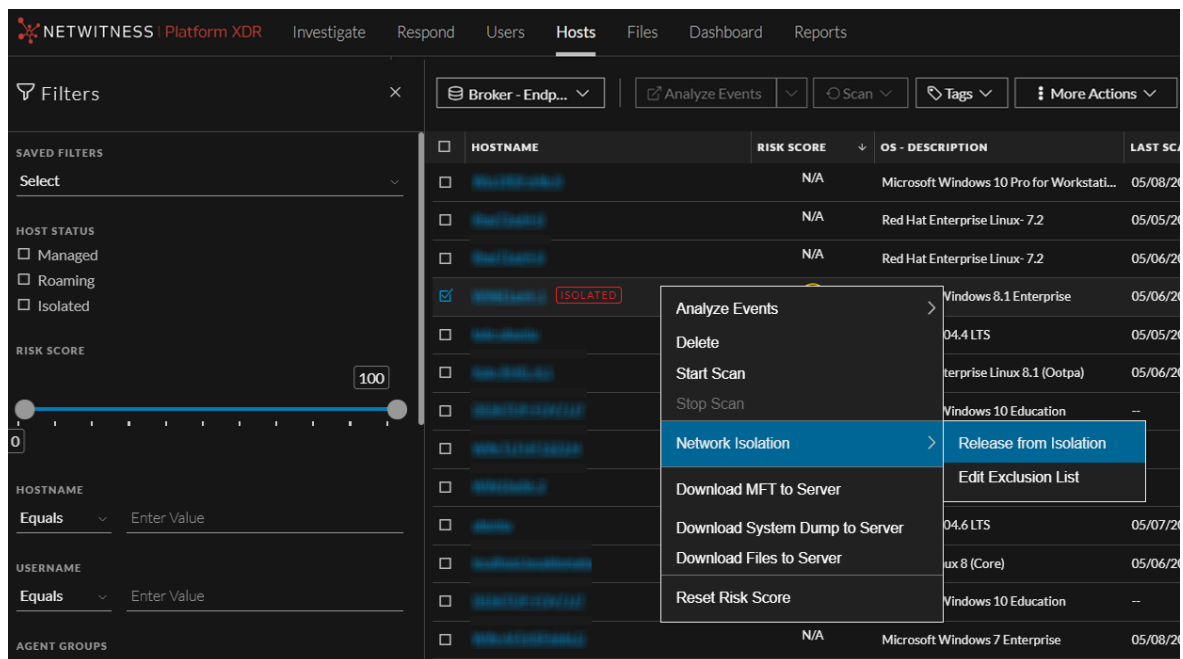 NETWITNESS | Platform XDR Investigate Respond Users Hosts Files Dashboard Reports
Filters
Broker - Endp... Analyze Events Scan Tags More Actions
SAVED FILTERS
Select
HOST STATUS
Managed
Roaming
Isolated
RISK SCORE
100
0
HOSTNAME
Equals Enter Value
USERNAME
Equals Enter Value
AGENT GROUPS
HOSTNAME RISK SCORE OS - DESCRIPTION LAST SCA
N/A Microsoft Windows 10 Pro for Workstati... 05/08/20
N/A Red Hat Enterprise Linux- 7.2 05/05/20
N/A Red Hat Enterprise Linux- 7.2 05/06/20
ISOLATED Windows 8.1 Enterprise 05/06/20
04.4 LTS 05/05/20
terprise Linux 8.1 (Ootpa) 05/06/20
Windows 10 Education --
04.6 LTS 05/07/20
ux 8 (Core) 05/06/20
Windows 10 Education --
N/A Microsoft Windows 7 Enterprise 05/08/20
Analyze Events
Delete
Start Scan
Stop Scan
Network Isolation
Download MFT to Server
Download System Dump to Server
Download Files to Server
Reset Risk Score
Release from Isolation
Edit Exclusion List